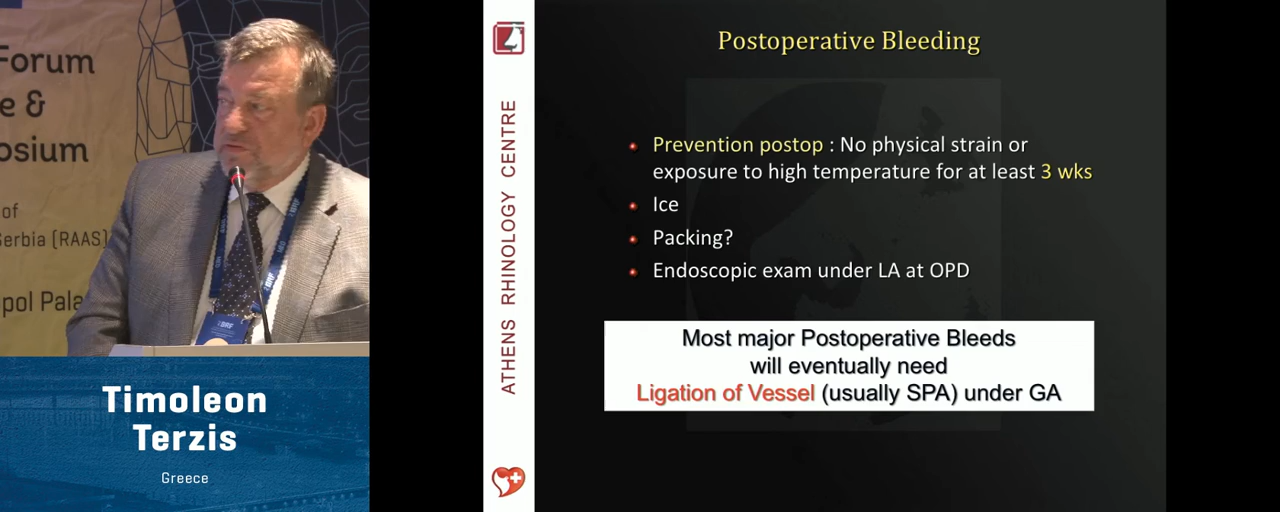 Forum
e &
osium
of
Serbia (RAAS)
pol Pala
Timoleon
Terzis
Greece
ATHENS RHINOLOGY CENTRE
Postoperative Bleeding
Prevention postop : No physical strain or
exposure to high temperature for at least 3 wks
Ice
Packing?
Endoscopic exam under LA at OPD
Most major Postoperative Bleeds
will eventually need
Ligation of Vessel (usually SPA) under GA